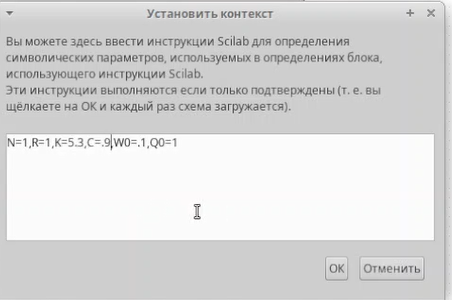 Установить контекст
Вы можете здесь ввести инструкции Scilab для определения
символических параметров, используемых в определениях блока,
использующего инструкции Scilab.
Эти инструкции выполняются если только подтверждены (т. е. вы
щёлкаете на ОК и каждый раз схема загружается).
N=1,R=1,K=5.3,C=.9,W0=.1,Q0=1
ОК
Отменить